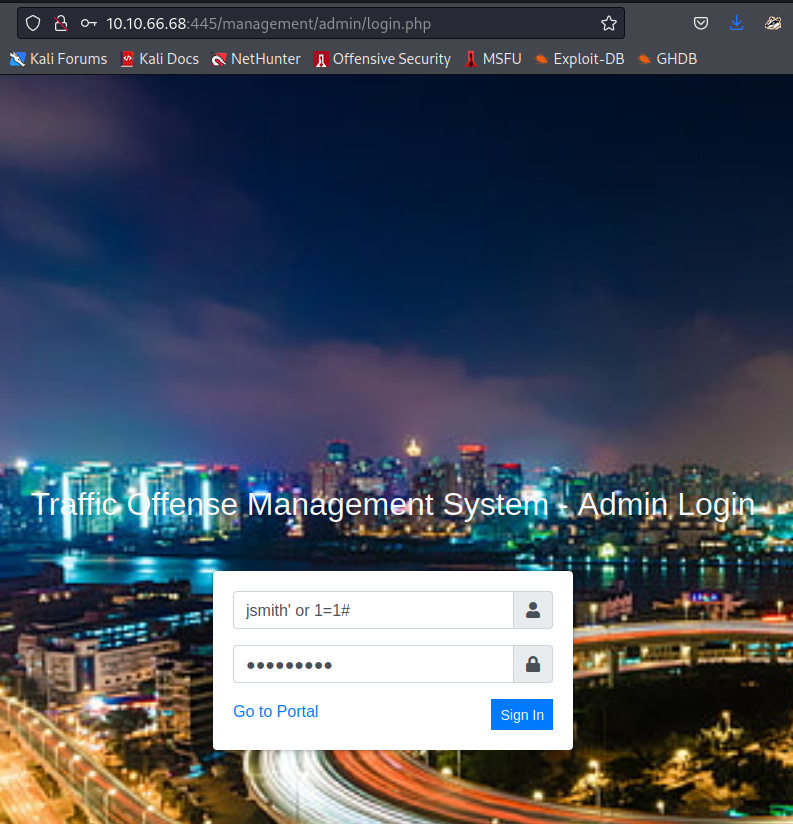 10.10.66.68:445/management/admin/login.php
Kali Forums Kali Docs NetHunter Offensive Security MSFU Exploit-DB GHDB
Traffic Offense Management System - Admin Login
jsmith' or 1=1#
●●●●●●●●●
Go to Portal Sign In